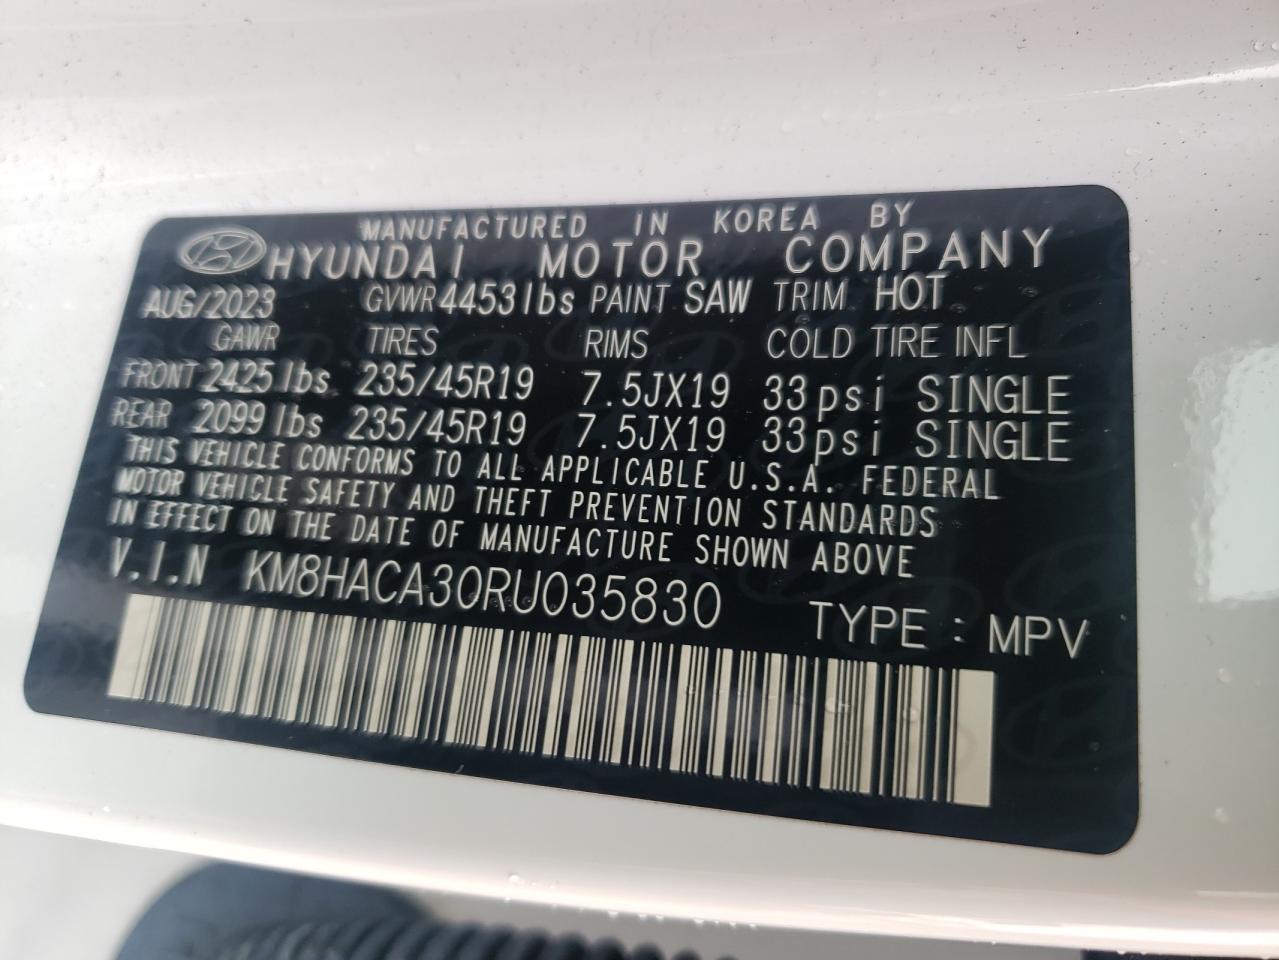 MANUFACTURED IN KOREA BY
HYUNDAI MOTOR COMPANY
AUG/2023 GVWR 4453lbs PAINT SAW TRIM HOT
GAWR TIRES RIMS COLD TIRE INFL
FRONT 2425lbs 235/45R19 7.5JX19 33psi SINGLE
REAR 2099lbs 235/45R19 7.5JX19 33psi SINGLE
THIS VEHICLE CONFORMS TO ALL APPLICABLE U.S.A. FEDERAL
MOTOR VEHICLE SAFETY AND THEFT PREVENTION STANDARDS
IN EFFECT ON THE DATE OF MANUFACTURE SHOWN ABOVE
V.I.N KM8HACA30RU035830 TYPE : MPV